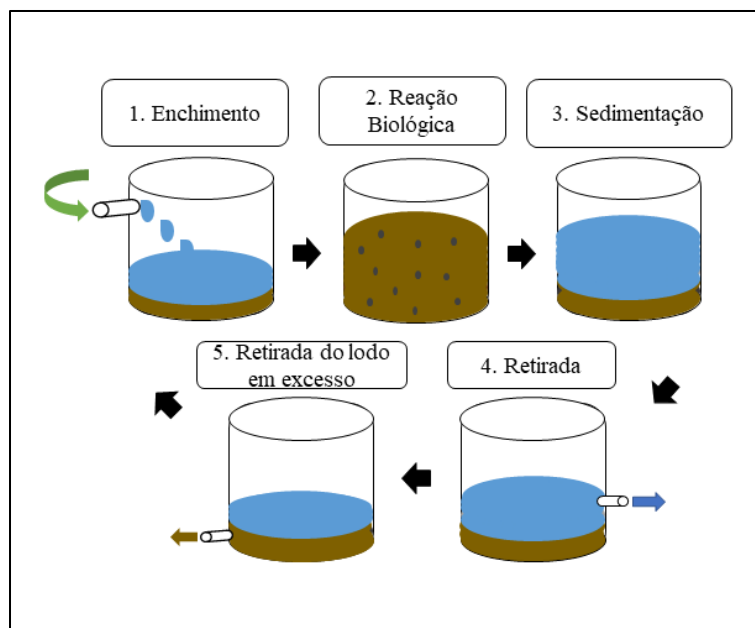 1. Enchimento
2. Reação
Biológica
3. Sedimentação
5. Retirada do lodo
em excesso
4. Retirada